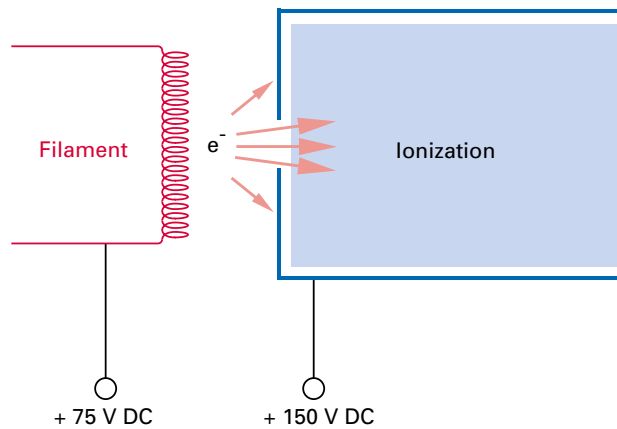 Filament
e-
Ionization
+ 75 V DC
+ 150 V DC